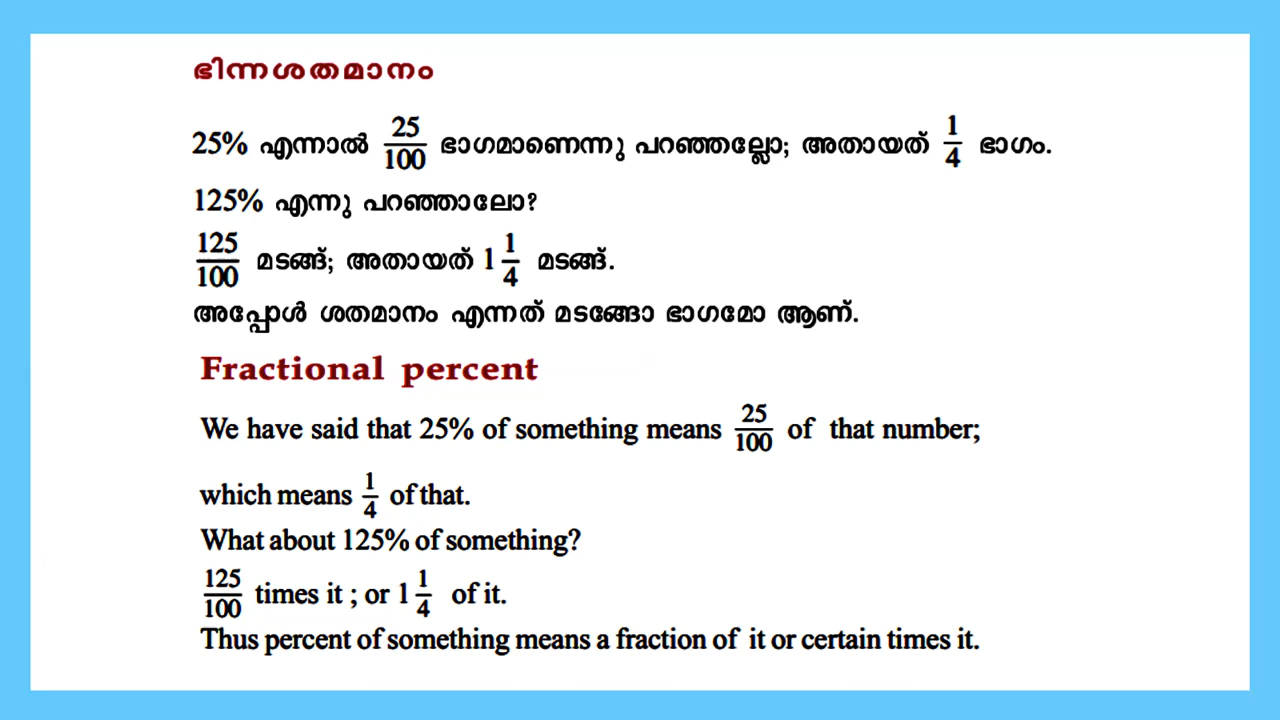 ഭിന്നശതമാനം
25% എന്നാൽ 25/100 ഭാഗമാണെന്നു പറഞ്ഞല്ലോ; അതായത് 1/4 ഭാഗം.
125% എന്നു പറഞ്ഞാലോ?
125/100 മടങ്ങ്; അതായത് 1 1/4 മടങ്ങ്.
അപ്പോൾ ശതമാനം എന്നത് മടങ്ങോ ഭാഗമോ ആണ്.
Fractional percent
We have said that 25% of something means 25/100 of that number;
which means 1/4 of that.
What about 125% of something?
125/100 times it ; or 1 1/4 of it.
Thus percent of something means a fraction of it or certain times it.